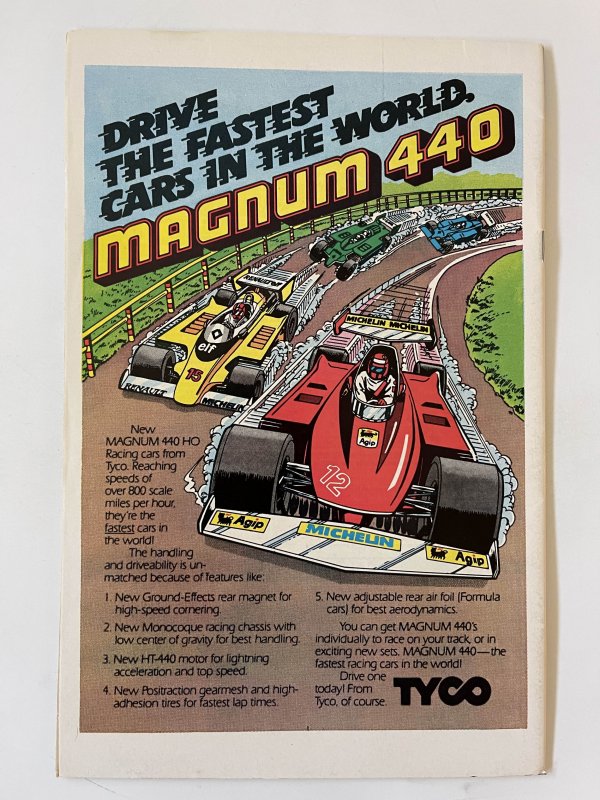 DRIVE
THE FASTEST
CARS IN THE WORLD.
MAGNUM 440
RENAULT elf
elf
15
RENAULT
MICHELIN
MICHELIN MICHELIN
Agip
12
Agip
MICHELIN
Agip
New
MAGNUM 440 HO
Racing cars from
Tyco. Reaching
speeds of
over 800 scale
miles per hour,
they're the
fastest cars in
the world!
The handling
and driveability is un-
matched because of features like:
1. New Ground-Effects rear magnet for
high-speed cornering.
2. New Monocoque racing chassis with
low center of gravity for best handling.
3. New HT-440 motor for lightning
acceleration and top speed.
4. New Positraction gearmesh and high-
adhesion tires for fastest lap times.
5. New adjustable rear air foil (Formula
cars) for best aerodynamics.
You can get MAGNUM 440's
individually to race on your track, or in
exciting new sets. MAGNUM 440—the
fastest racing cars in the world!
Drive one
today! From
Tyco, of course.
TYCO